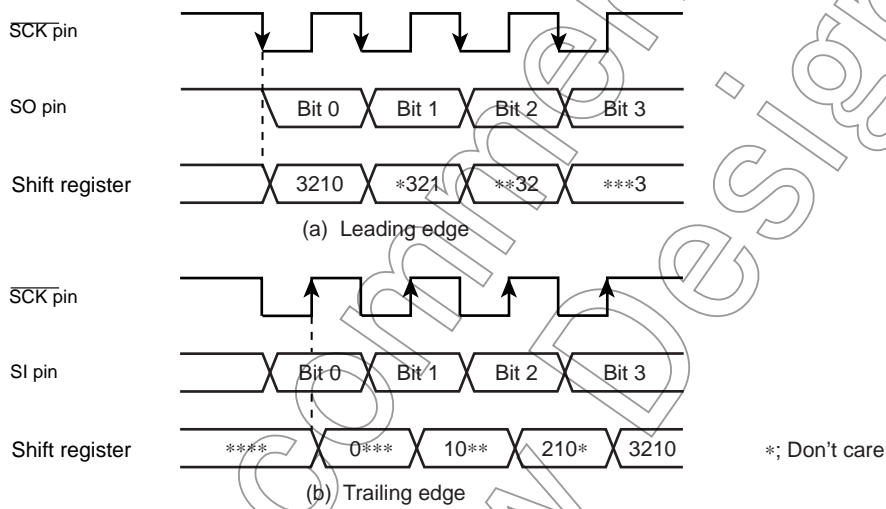 SCK pin
SO pin Bit 0 Bit 1 Bit 2 Bit 3
Shift register 3210 *321 **32 ***3
(a) Leading edge
SCK pin
SI pin Bit 0 Bit 1 Bit 2 Bit 3
Shift register **** 0*** 10** 210* 3210 *; Don't care
(b) Trailing edge